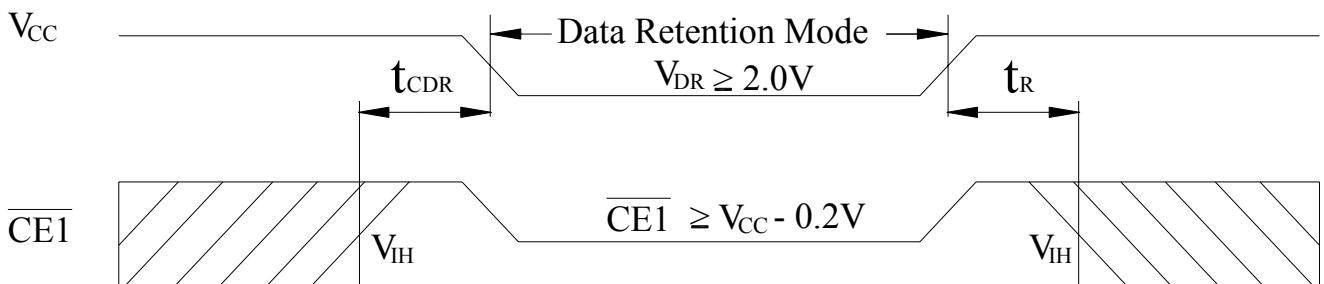 VCC
Data Retention Mode
tCDR
VDR ≥ 2.0V
tR
CE1
CE1 ≥ VCC - 0.2V
VIH
VIH